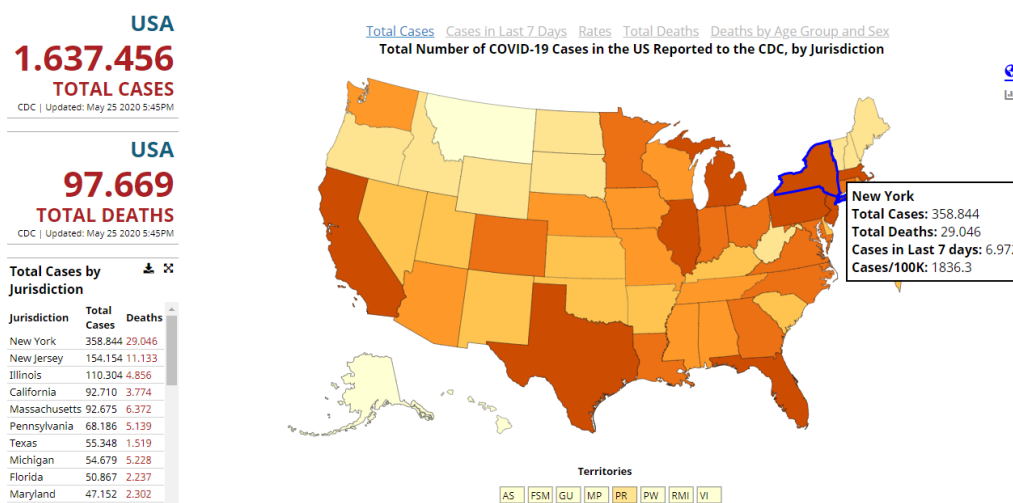 USA
1.637.456
TOTAL CASES
CDC | Updated: May 25 2020 5:45PM
USA
97.669
TOTAL DEATHS
CDC | Updated: May 25 2020 5:45PM
Total Cases by
Jurisdiction
Jurisdiction Total Cases Deaths
New York 358.844 29.046
New Jersey 154.154 11.133
Illinois 110.304 4.856
California 92.710 3.774
Massachusetts 92.675 6.372
Pennsylvania 68.186 5.139
Texas 55.348 1.519
Michigan 54.679 5.228
Florida 50.867 2.237
Maryland 47.152 2.302
Total Cases Cases in Last 7 Days Rates Total Deaths Deaths by Age Group and Sex
Total Number of COVID-19 Cases in the US Reported to the CDC, by Jurisdiction
New York
Total Cases: 358.844
Total Deaths: 29.046
Cases in Last 7 days: 6.97
Cases/100K: 1836.3
Territories
AS FSM GU MP PR PW RMI VI